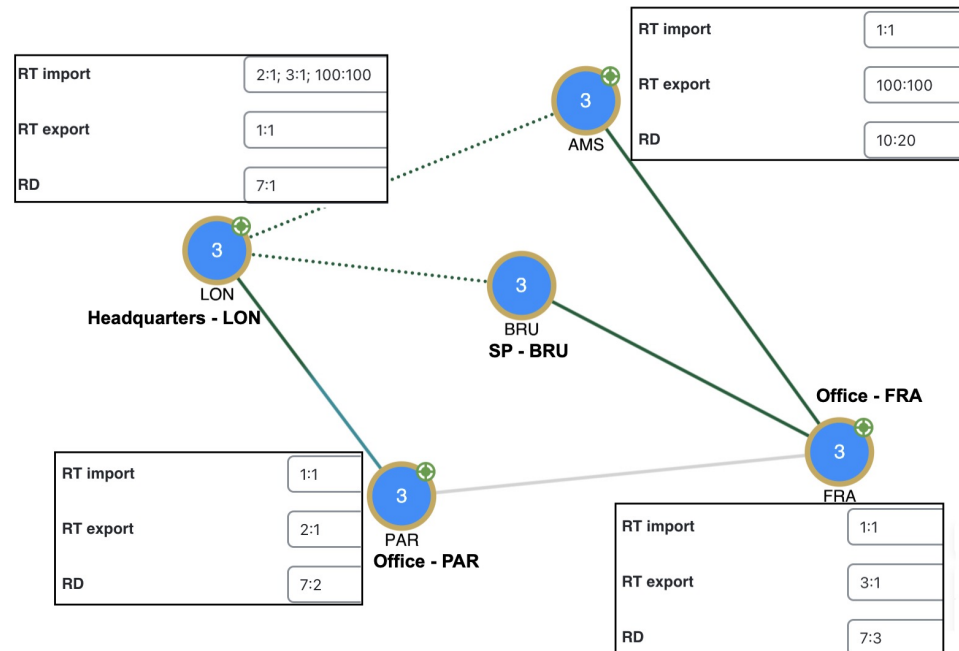 RT import 1:1
RT export 100:100
RD 10:20
RT import 2:1; 3:1; 100:100
RT export 1:1
RD 7:1
3
AMS
3
LON
Headquarters - LON
3
BRU
SP - BRU
Office - FRA
3
FRA
RT import 1:1
RT export 2:1
RD 7:2
3
PAR
Office - PAR
RT import 1:1
RT export 3:1
RD 7:3